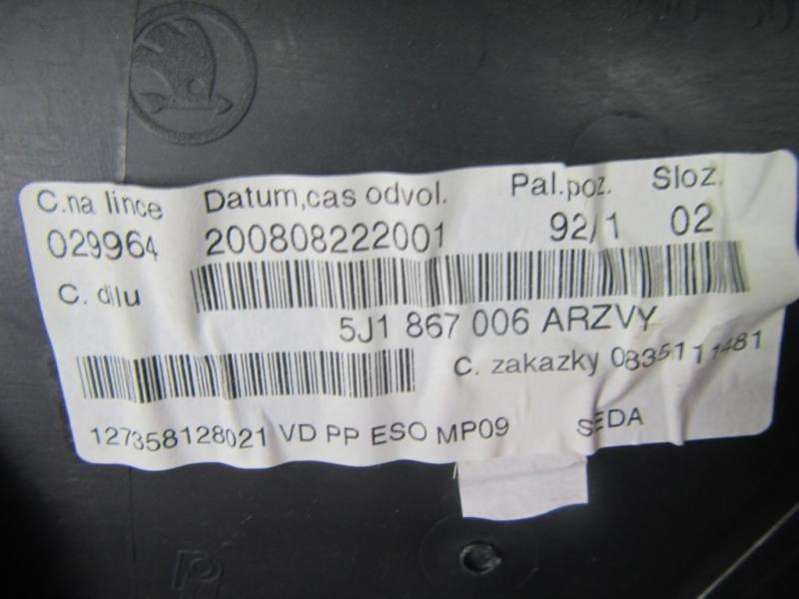 C.na lince Datum,cas odvol. Pal.poz. Sloz.
029964 200808222001 92/1 02
C. dilu
5J1 867 006 ARZVY
C. zakazky 0835111481
127358128021 VD PP ESO MP09 SEDA